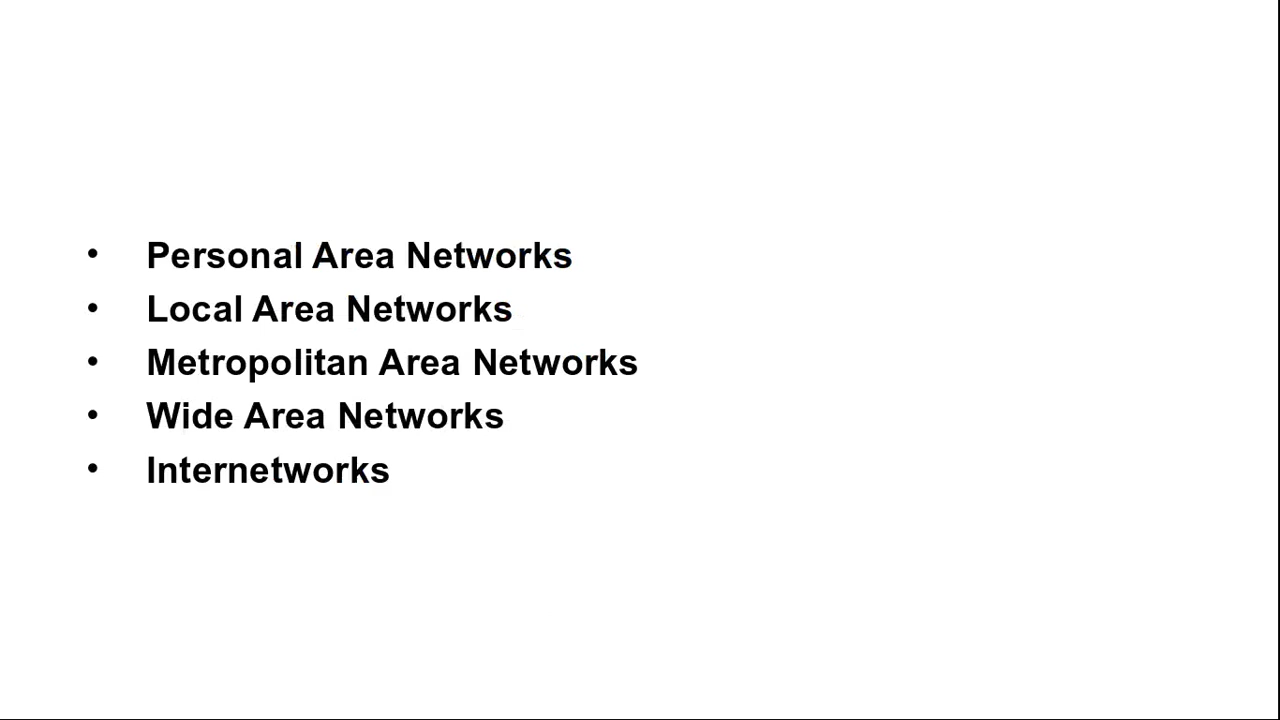 • Personal Area Networks
• Local Area Networks
• Metropolitan Area Networks
• Wide Area Networks
• Internetworks